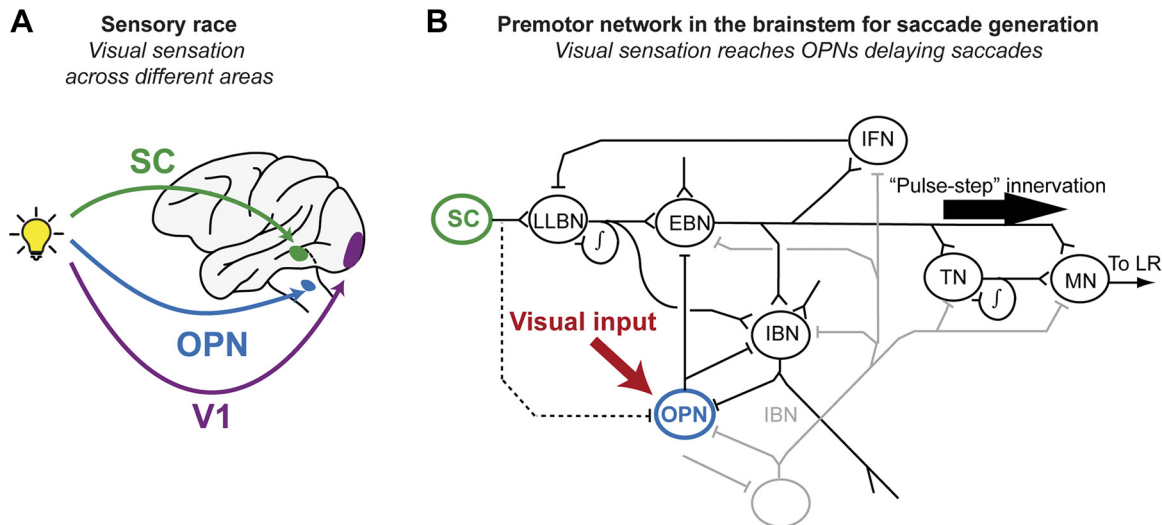 A
Sensory race
Visual sensation
across different areas
SC
OPN
V1
B
Premotor network in the brainstem for saccade generation
Visual sensation reaches OPNs delaying saccades
IFN
“Pulse-step” innervation
SC
LLBN
∫
EBN
TN
∫
MN
To LR
Visual input
IBN
OPN
IBN